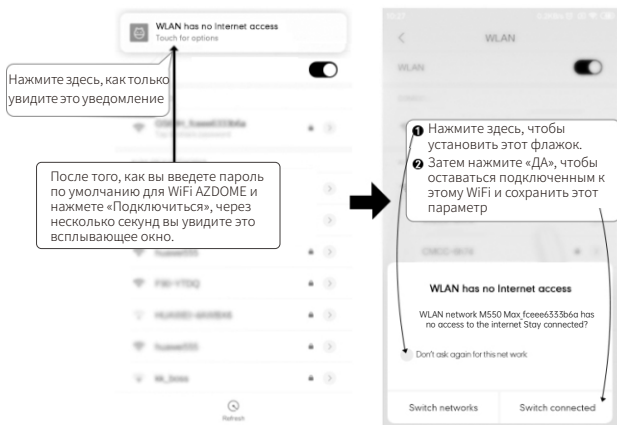 WLAN has no Internet access
Touch for options
Нажмите здесь, как только
увидите это уведомление
После того, как вы введете пароль
по умолчанию для WiFi AZDOME и
нажмете «Подключиться», через
несколько секунд вы увидите это
всплывающее окно.
huawei555
F30-YTDQ
huawei555
Refresh
WLAN
WLAN
❶ Нажмите здесь, чтобы
установить этот флажок.
❷ Затем нажмите «ДА», чтобы
оставаться подключенным к
этому WiFi и сохранить этот
параметр
WLAN has no Internet access
WLAN network M550 Max_fceee6333b6a has
no access to the internet Stay connected?
Don't ask again for this net work
Switch networks
Switch connected